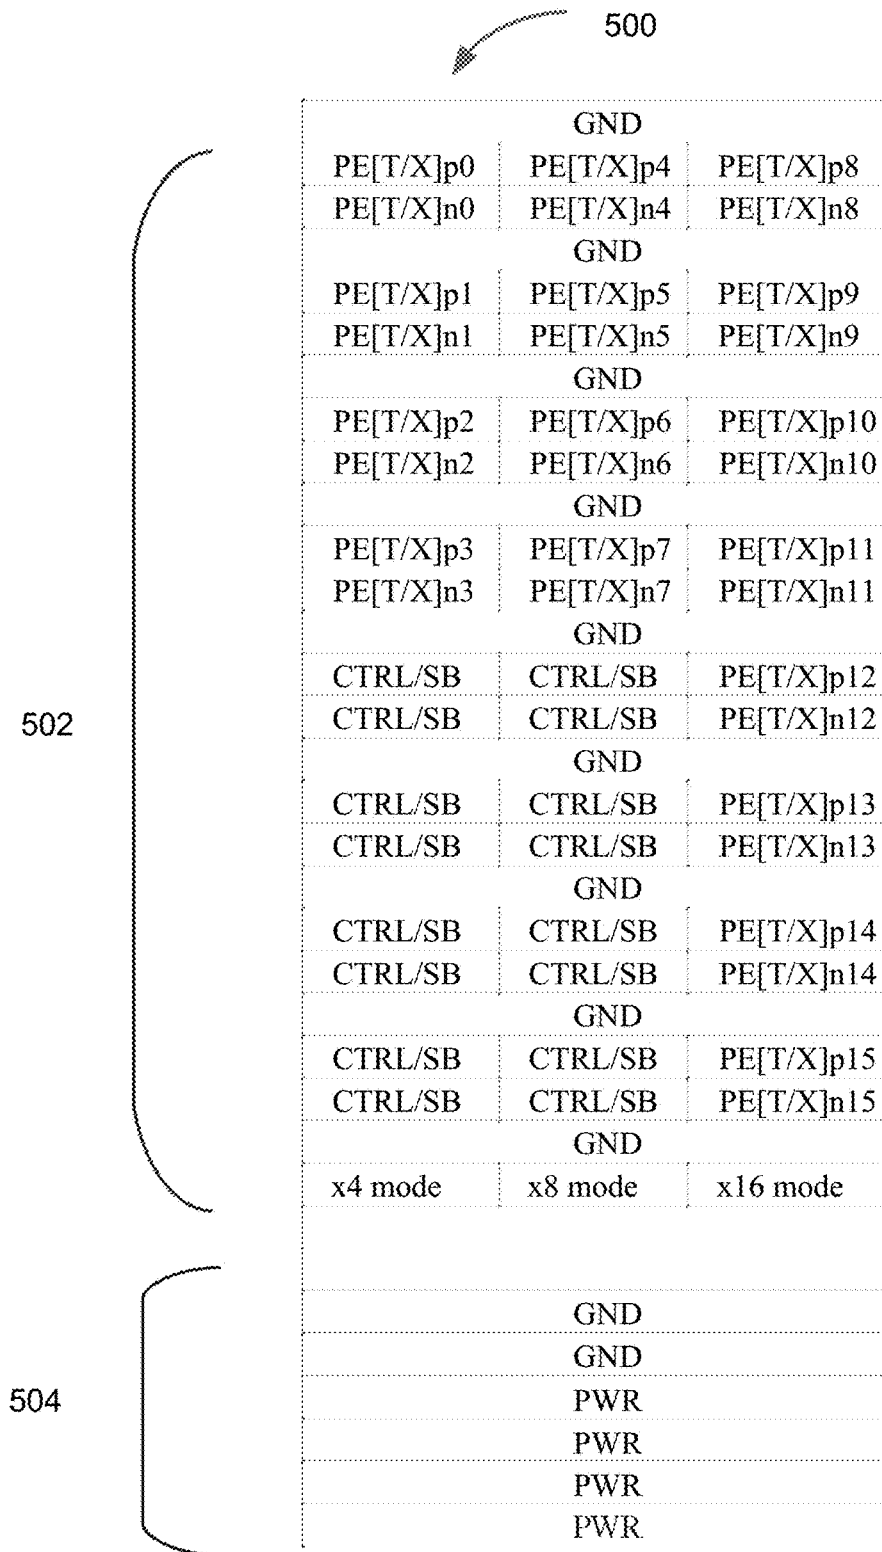 500
GND
PE[T/X]p0 PE[T/X]p4 PE[T/X]p8
PE[T/X]n0 PE[T/X]n4 PE[T/X]n8
GND
PE[T/X]p1 PE[T/X]p5 PE[T/X]p9
PE[T/X]n1 PE[T/X]n5 PE[T/X]n9
GND
PE[T/X]p2 PE[T/X]p6 PE[T/X]p10
PE[T/X]n2 PE[T/X]n6 PE[T/X]n10
GND
PE[T/X]p3 PE[T/X]p7 PE[T/X]p11
PE[T/X]n3 PE[T/X]n7 PE[T/X]n11
GND
CTRL/SB CTRL/SB PE[T/X]p12
502 CTRL/SB CTRL/SB PE[T/X]n12
GND
CTRL/SB CTRL/SB PE[T/X]p13
CTRL/SB CTRL/SB PE[T/X]n13
GND
CTRL/SB CTRL/SB PE[T/X]p14
CTRL/SB CTRL/SB PE[T/X]n14
GND
CTRL/SB CTRL/SB PE[T/X]p15
CTRL/SB CTRL/SB PE[T/X]n15
GND
x4 mode x8 mode x16 mode
GND
GND
504 PWR
PWR
PWR
PWR